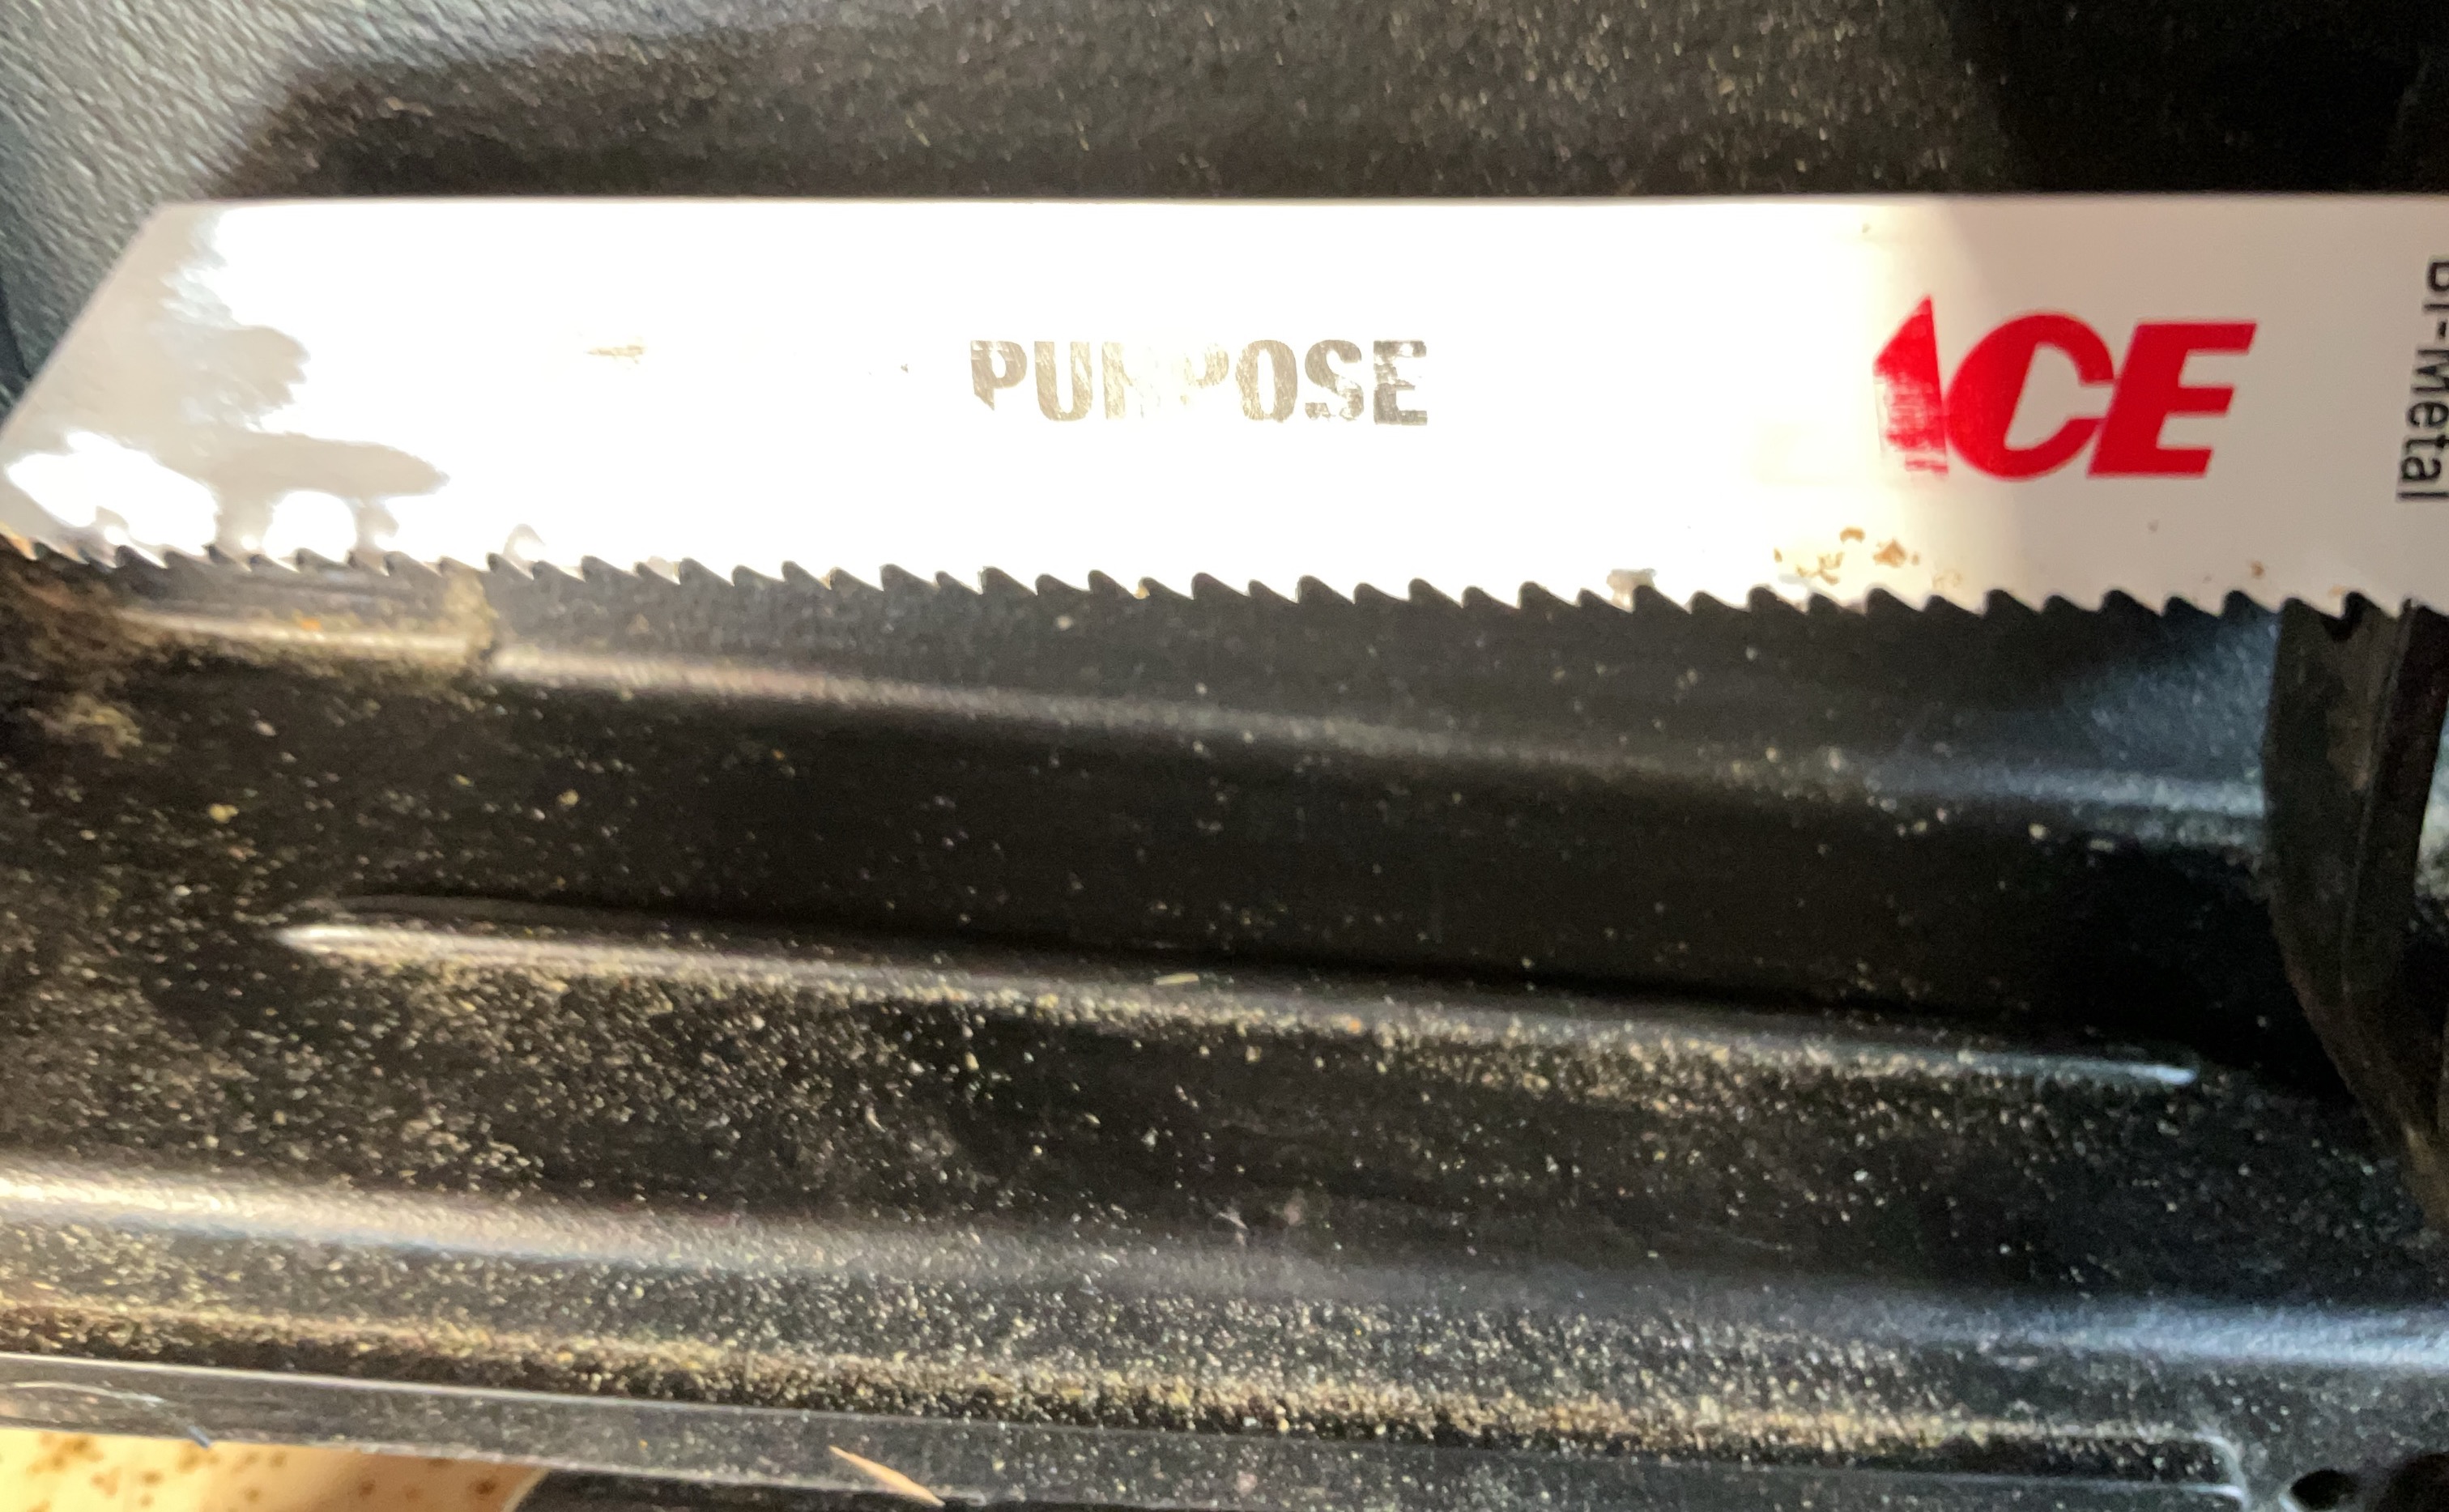 PURPOSE
ACE
Bi-Metal